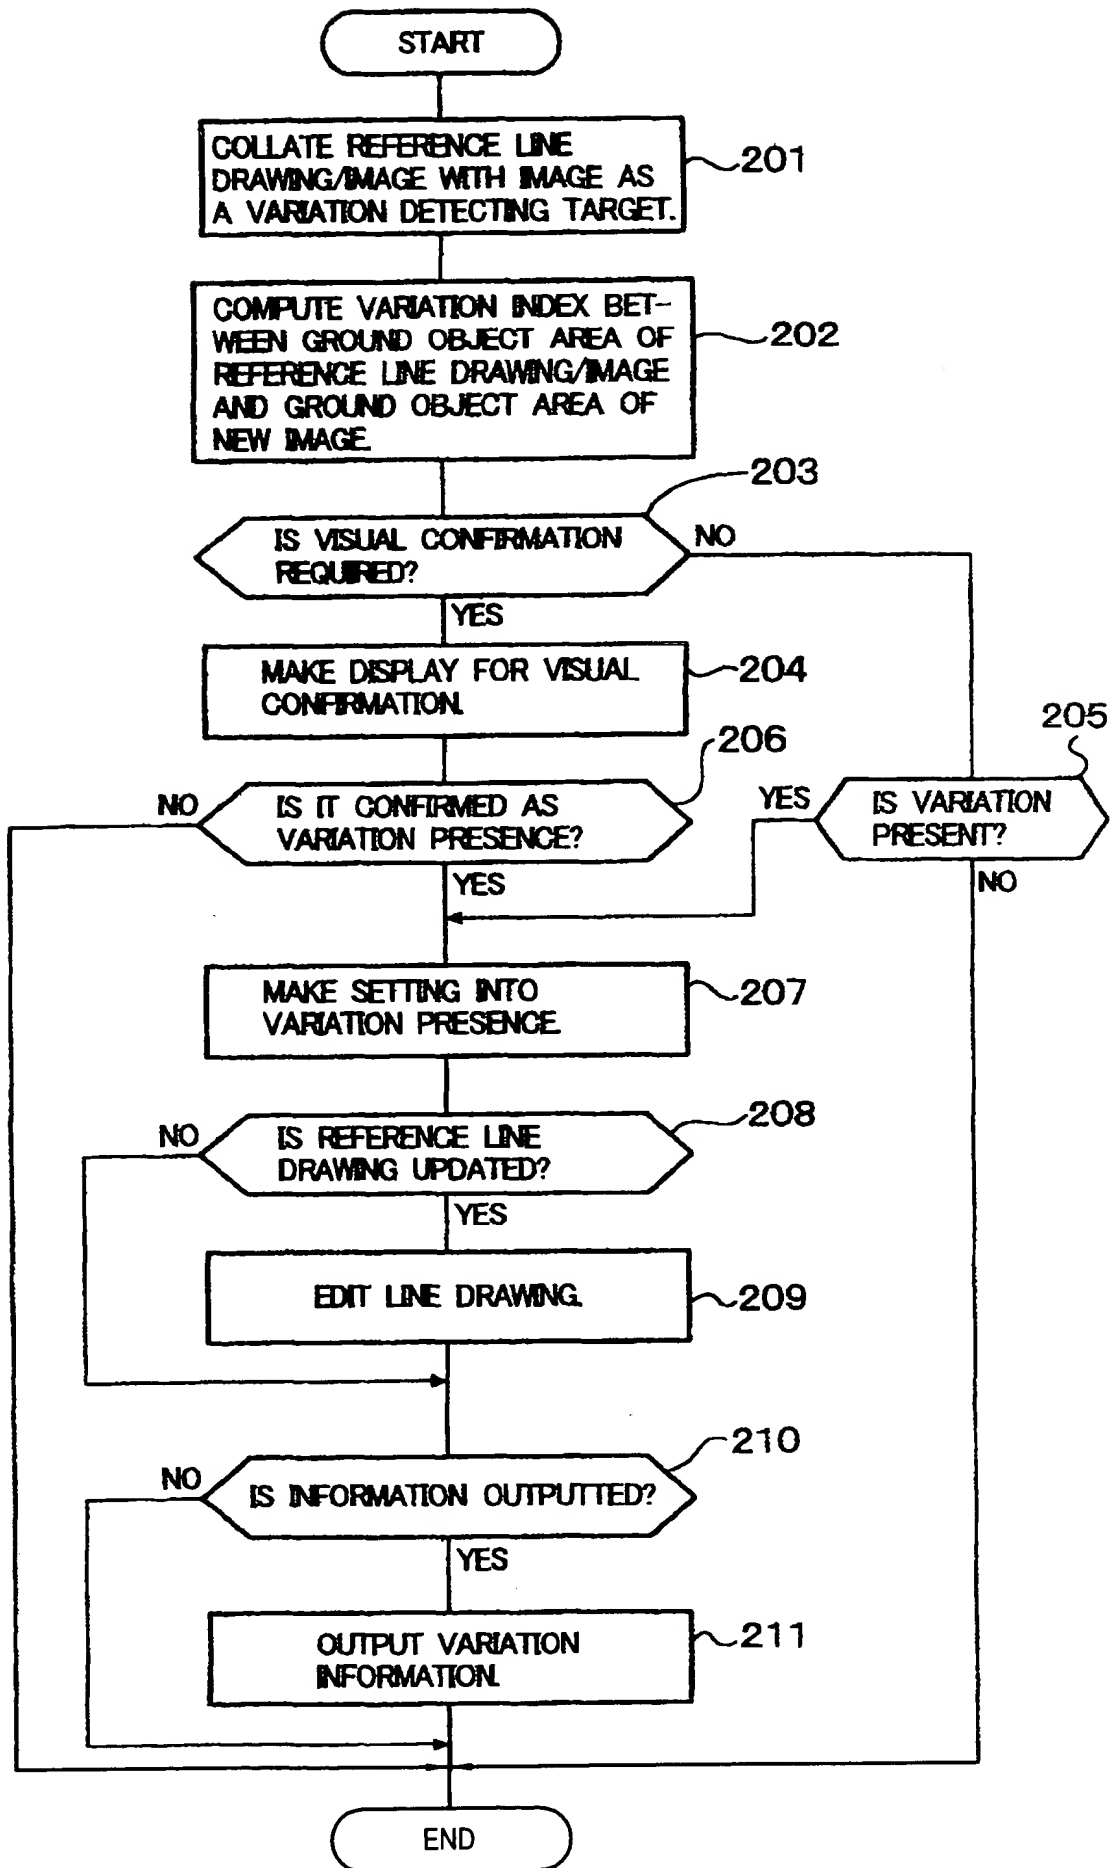 START
COLLATE REFERENCE LINE
DRAWING/IMAGE WITH IMAGE AS
A VARIATION DETECTING TARGET.
201
COMPUTE VARIATION INDEX BET-
WEEN GROUND OBJECT AREA OF
REFERENCE LINE DRAWING/IMAGE
AND GROUND OBJECT AREA OF
NEW IMAGE.
202
203
IS VISUAL CONFIRMATION
REQUIRED?
NO
YES
MAKE DISPLAY FOR VISUAL
CONFIRMATION.
204
205
206
NO
IS IT CONFIRMED AS
VARIATION PRESENCE?
YES
IS VARIATION
PRESENT?
YES
NO
MAKE SETTING INTO
VARIATION PRESENCE.
207
208
NO
IS REFERENCE LINE
DRAWING UPDATED?
YES
EDIT LINE DRAWING.
209
210
NO
IS INFORMATION OUTPUTTED?
YES
OUTPUT VARIATION
INFORMATION.
211
END